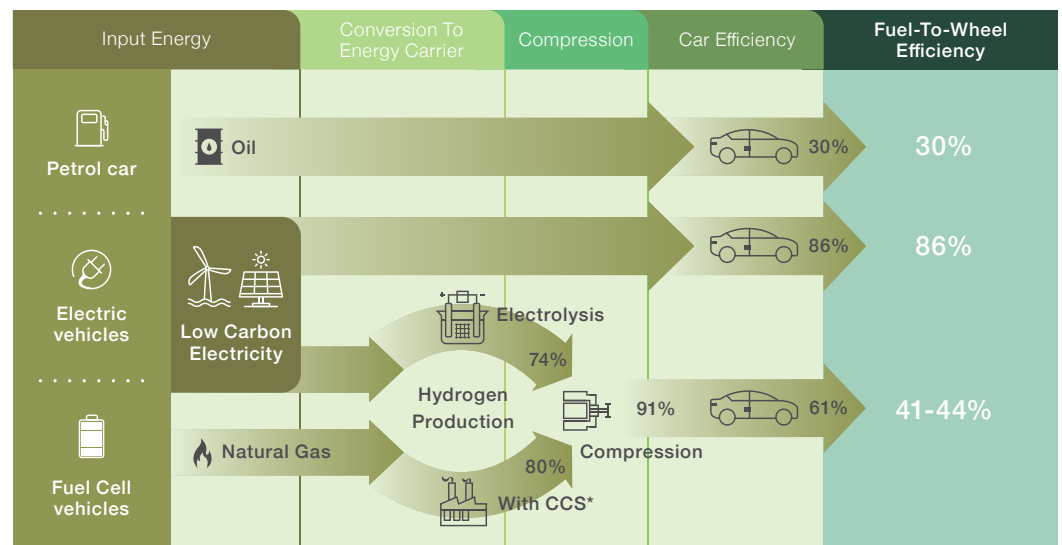 Input Energy
Conversion To
Energy Carrier
Compression
Car Efficiency
Fuel-To-Wheel
Efficiency
Petrol car
Oil
30%
30%
Electric
vehicles
Low Carbon
Electricity
86%
86%
Electrolysis
74%
Hydrogen
Production
91%
61%
41-44%
Fuel Cell
vehicles
Natural Gas
80%
Compression
With CCS*